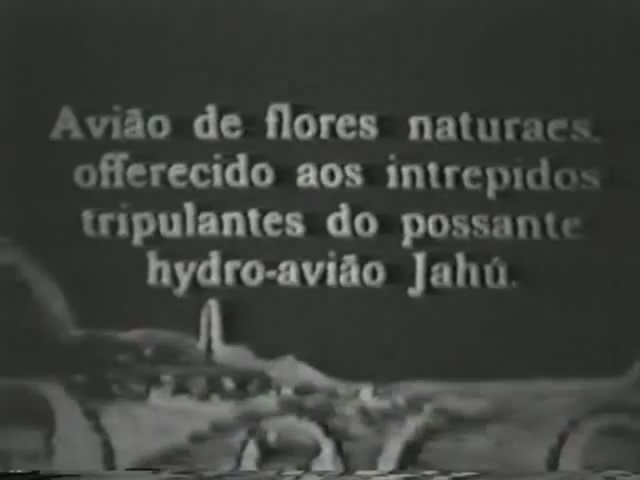 Avião de flores naturaes,
offerecido aos intrepidos
tripulantes do possante
hydro-avião Jahú.